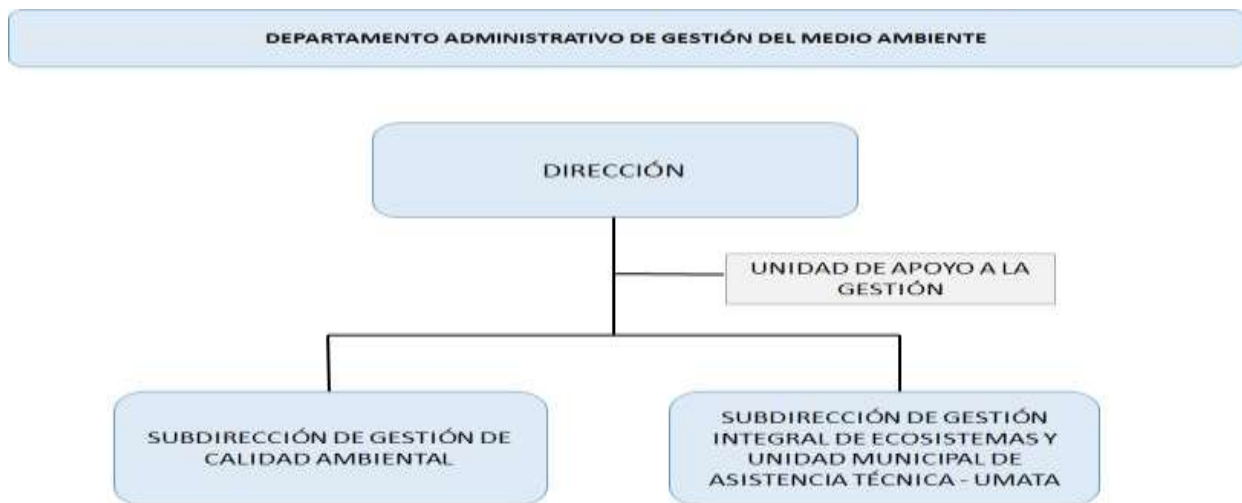 DEPARTAMENTO ADMINISTRATIVO DE GESTIÓN DEL MEDIO AMBIENTE
DIRECCIÓN
UNIDAD DE APOYO A LA
GESTIÓN
SUBDIRECCIÓN DE GESTIÓN DE
CALIDAD AMBIENTAL
SUBDIRECCIÓN DE GESTIÓN
INTEGRAL DE ECOSISTEMAS Y
UNIDAD MUNICIPAL DE
ASISTENCIA TÉCNICA - UMATA